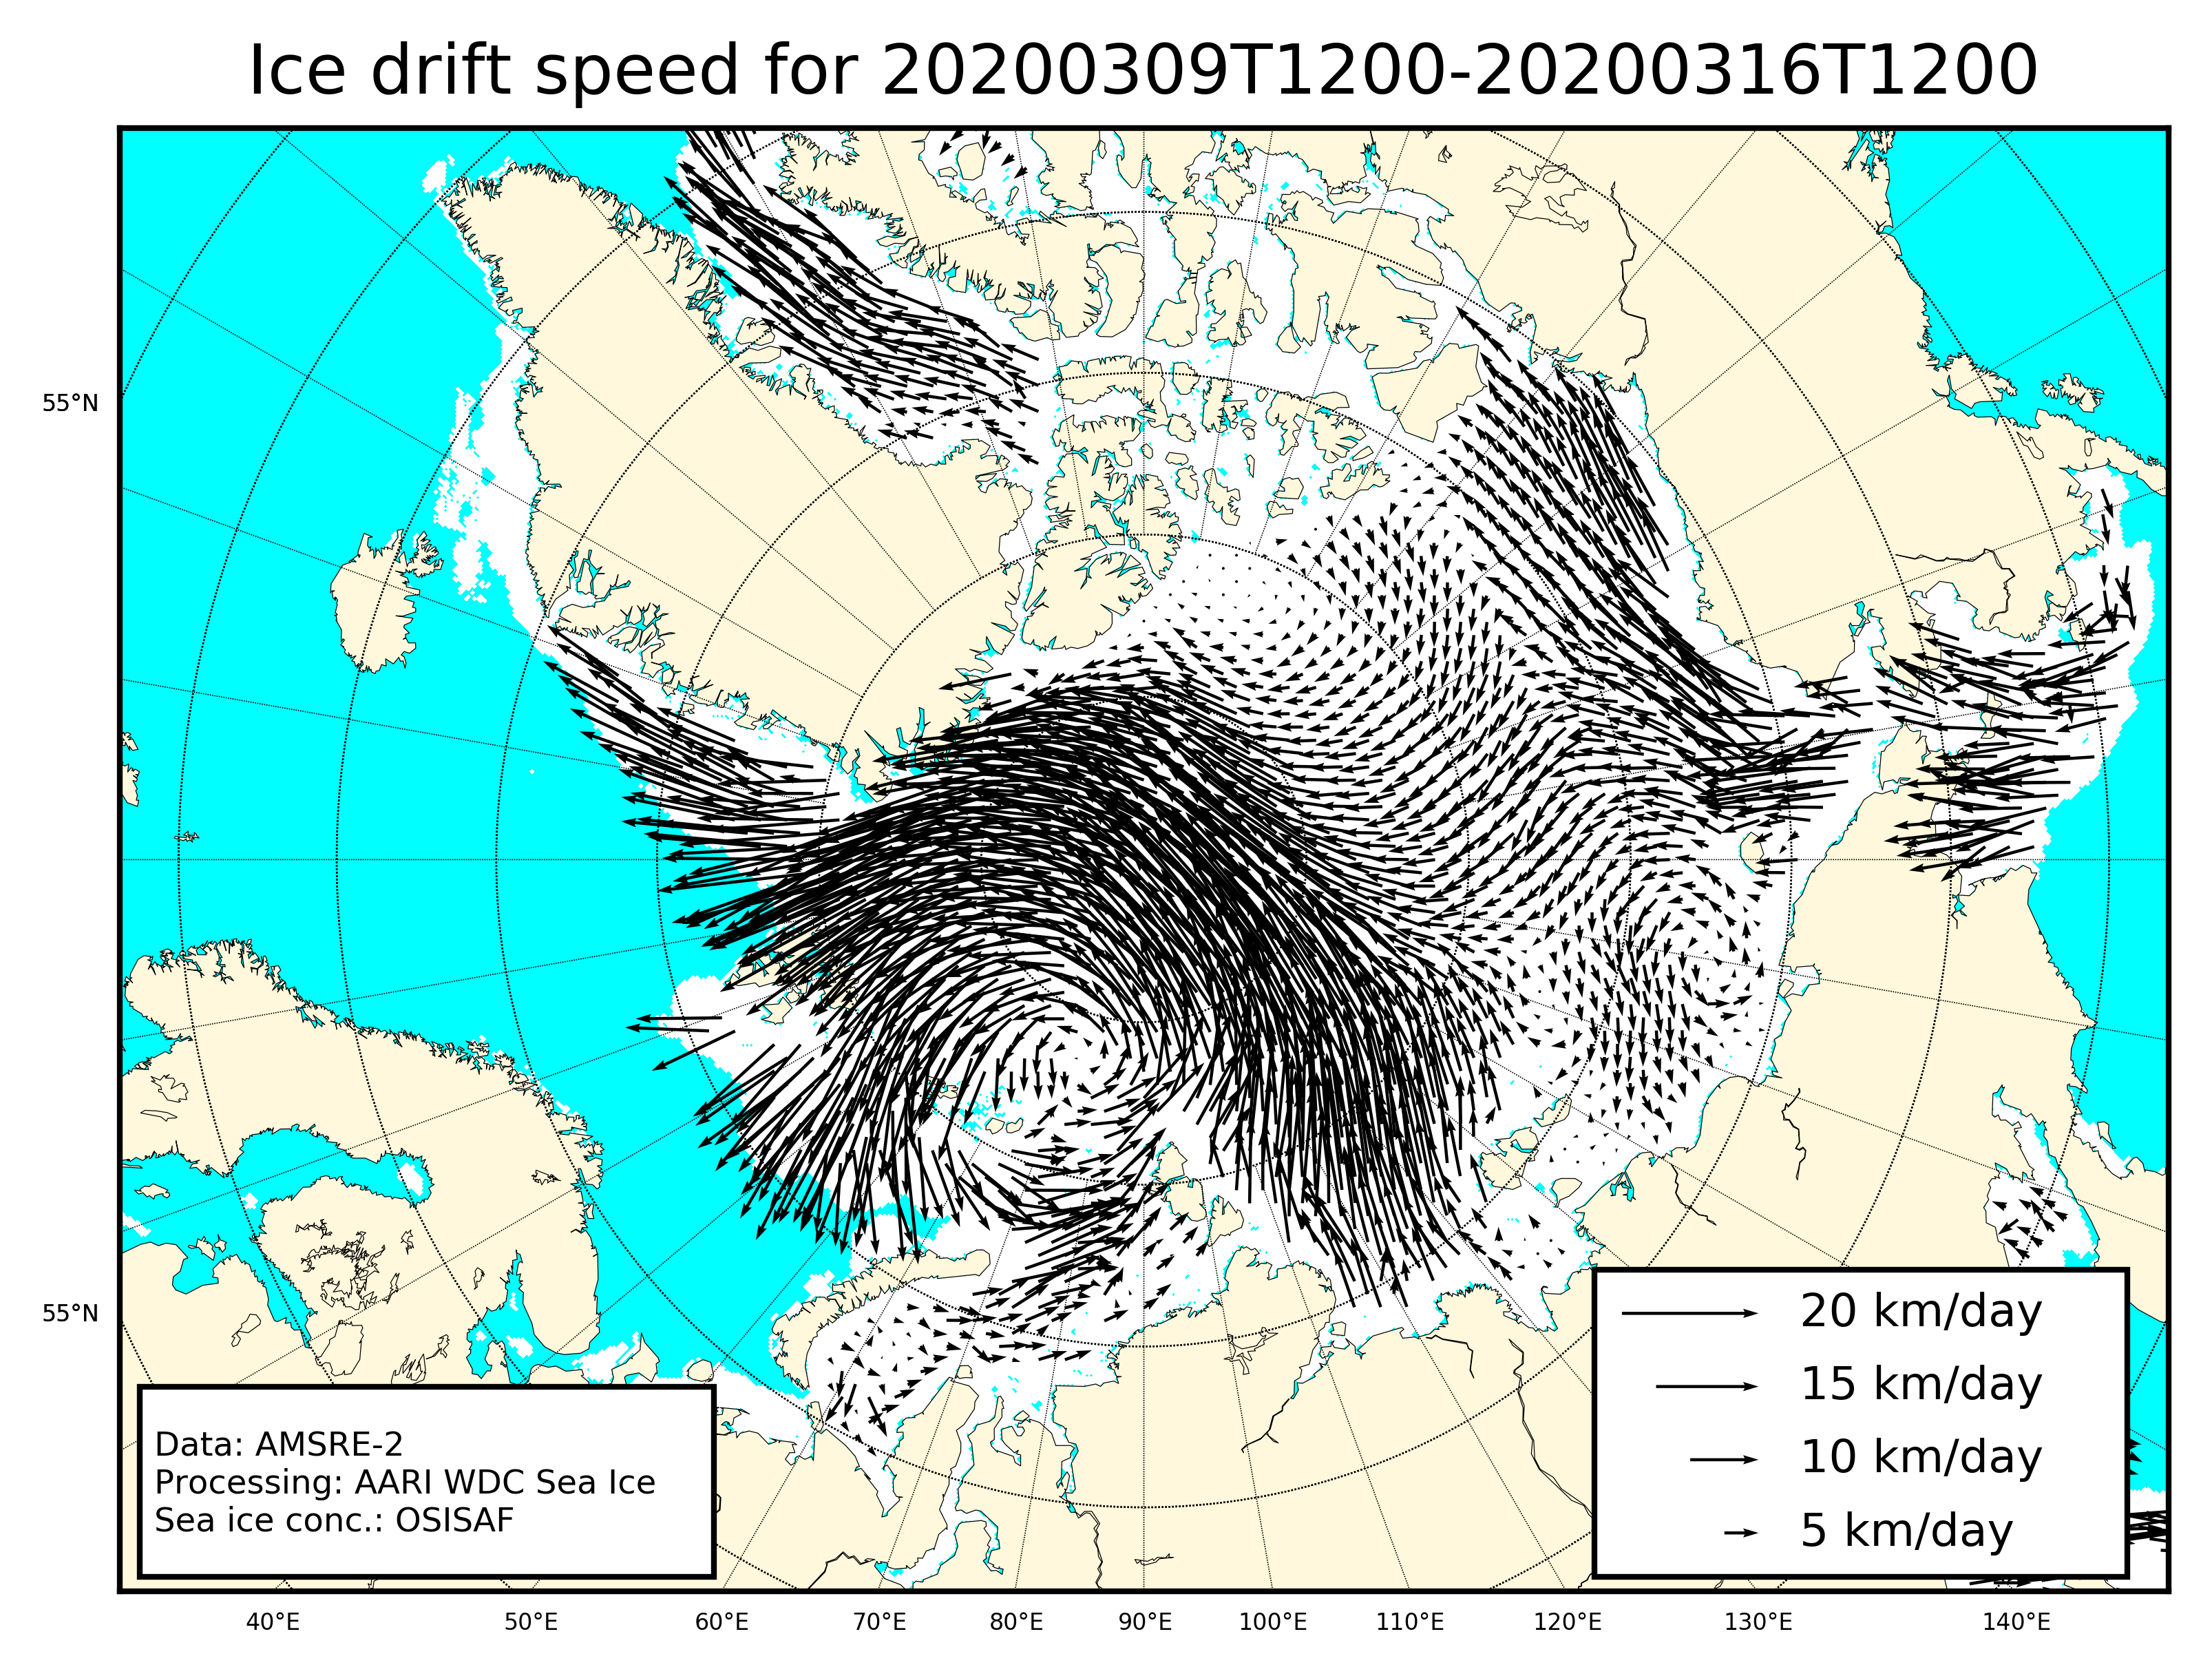 Ice drift speed for 20200309T1200-20200316T1200
55°N
55°N
20 km/day
15 km/day
10 km/day
5 km/day
Data: AMSRE-2
Processing: AARI WDC Sea Ice
Sea ice conc.: OSISAF
40°E 50°E 60°E 70°E 80°E 90°E 100°E 110°E 120°E 130°E 140°E